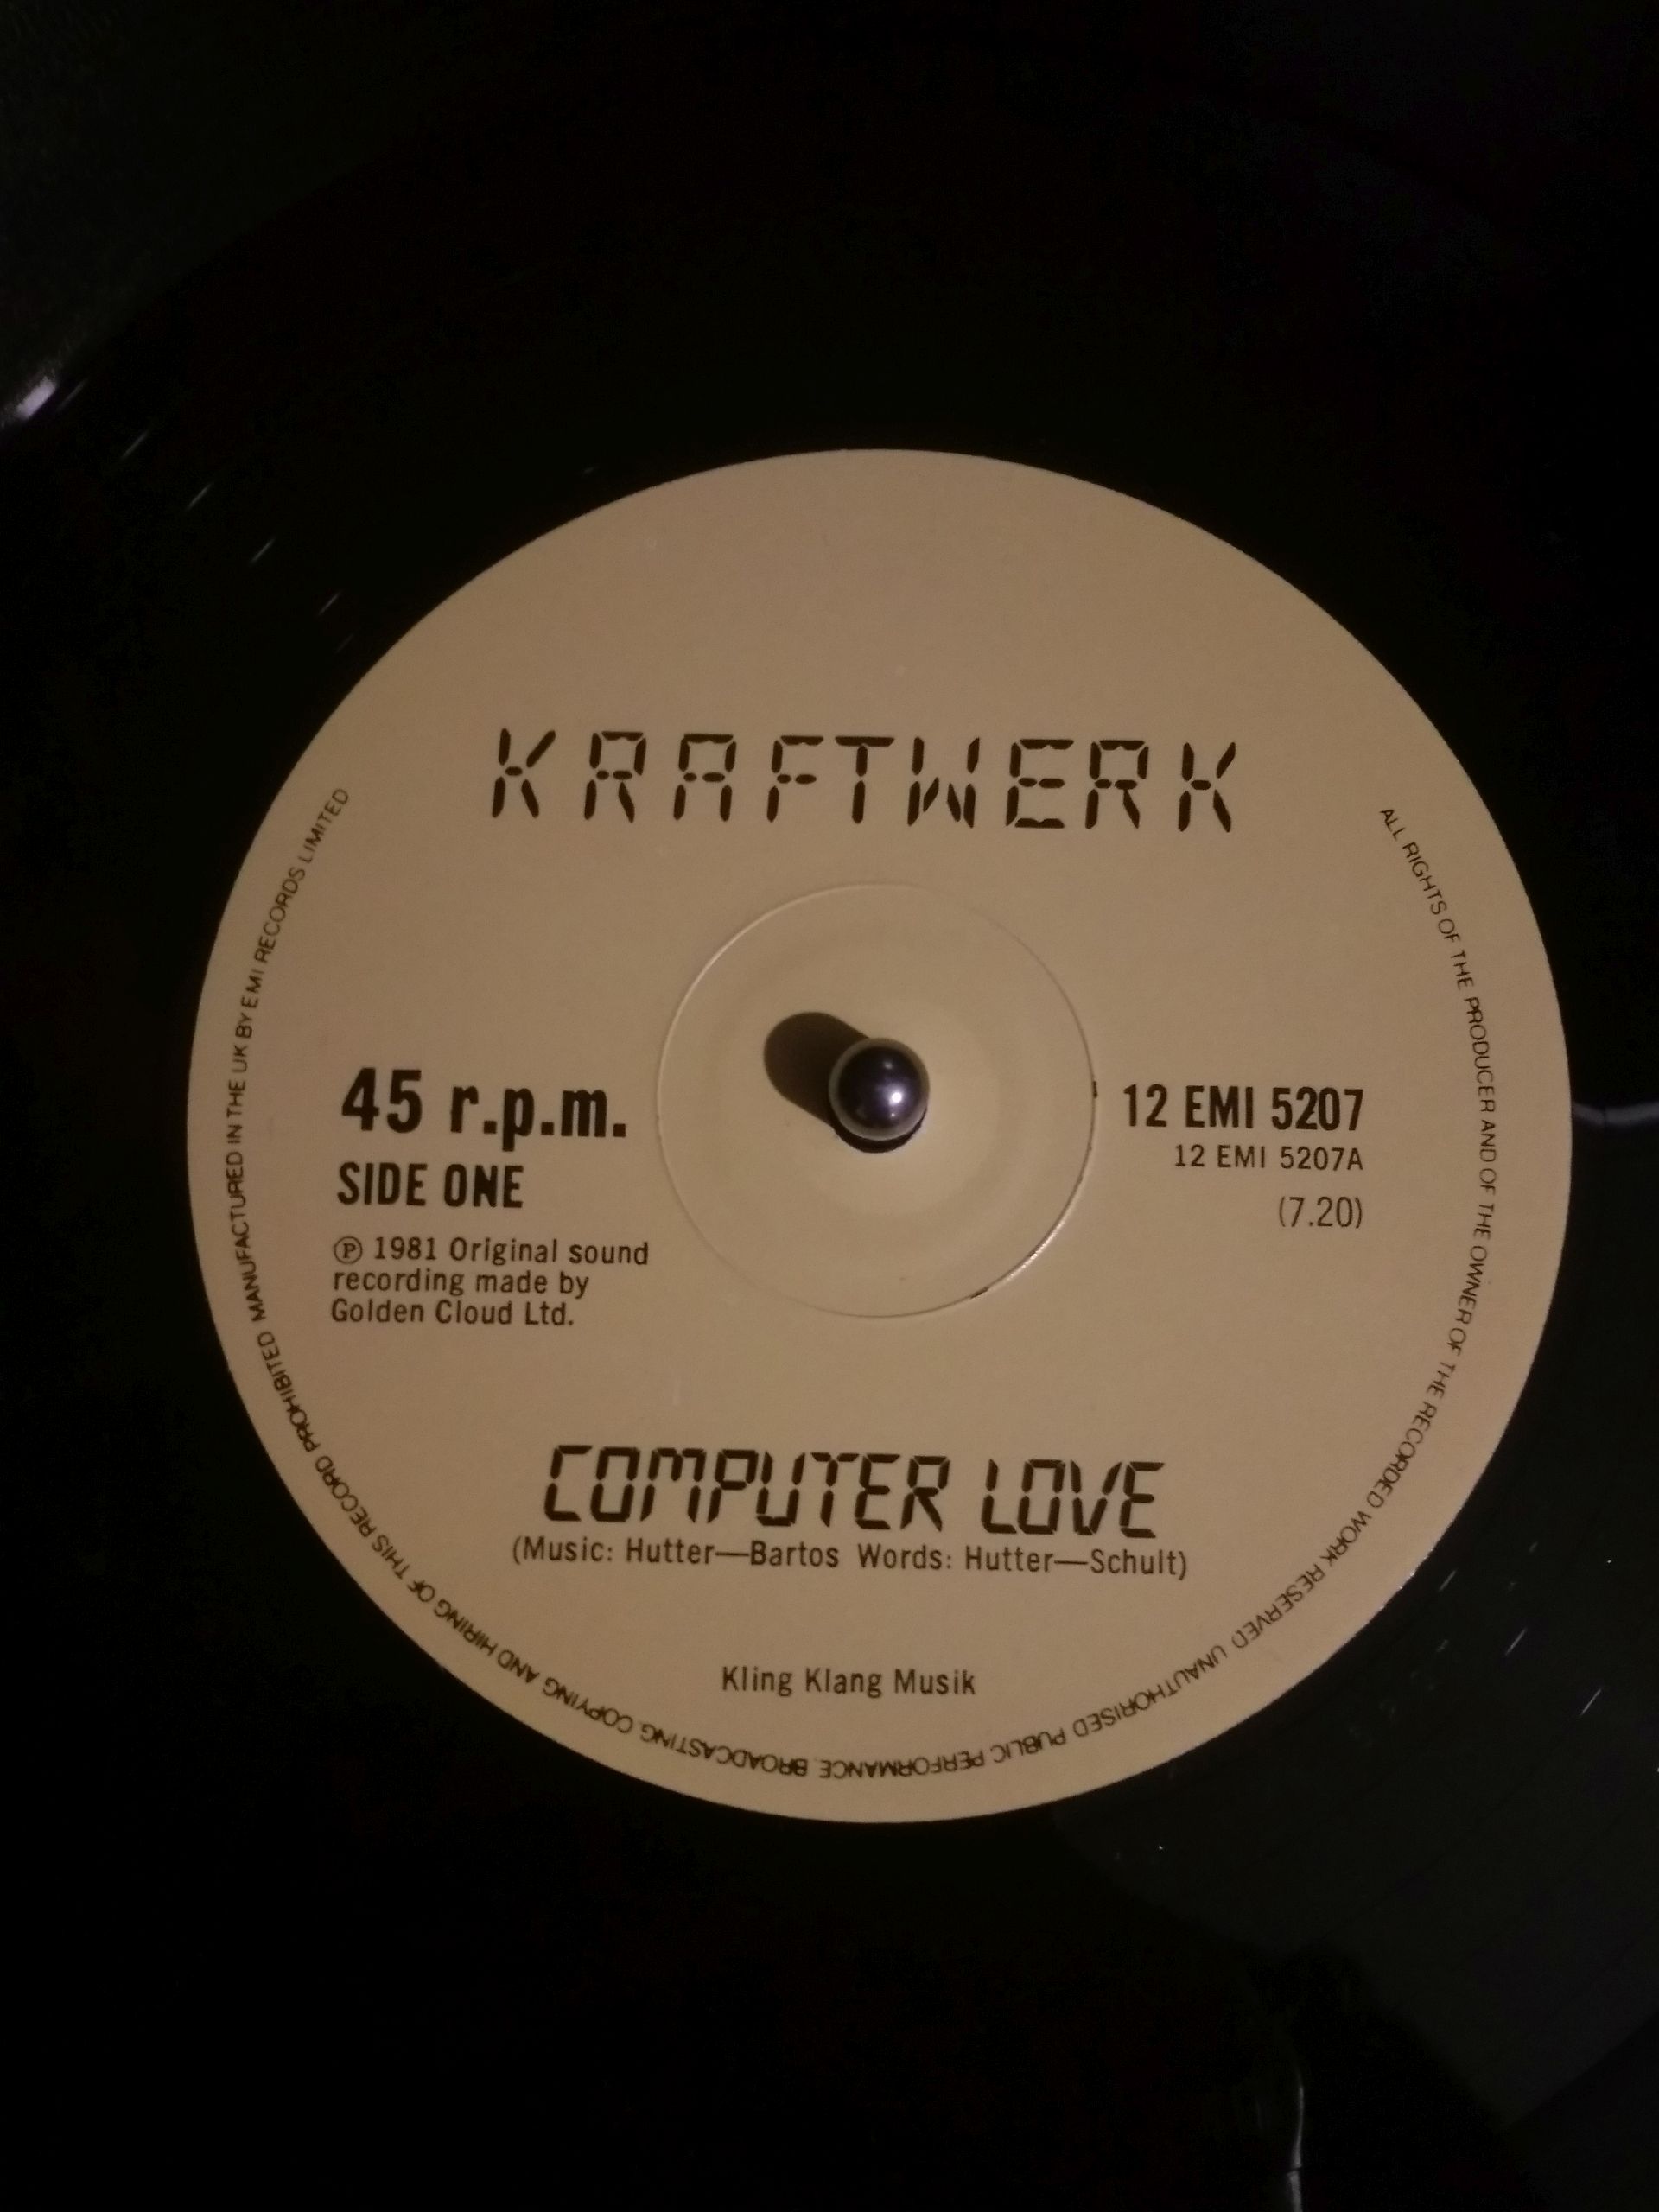 KRAFTWERK
45 r.p.m.
SIDE ONE
℗ 1981 Original sound
recording made by
Golden Cloud Ltd.
12 EMI 5207
12 EMI 5207A
(7.20)
COMPUTER LOVE
(Music: Hutter—Bartos Words: Hutter—Schult)
Kling Klang Musik
ALL RIGHTS OF THE PRODUCER AND OF THE OWNER OF THE RECORDED WORK RESERVED UNAUTHORISED PUBLIC PERFORMANCE BROADCASTING COPYING AND HIRING OF THIS RECORD PROHIBITED MANUFACTURED IN THE UK BY EMI RECORDS LIMITED